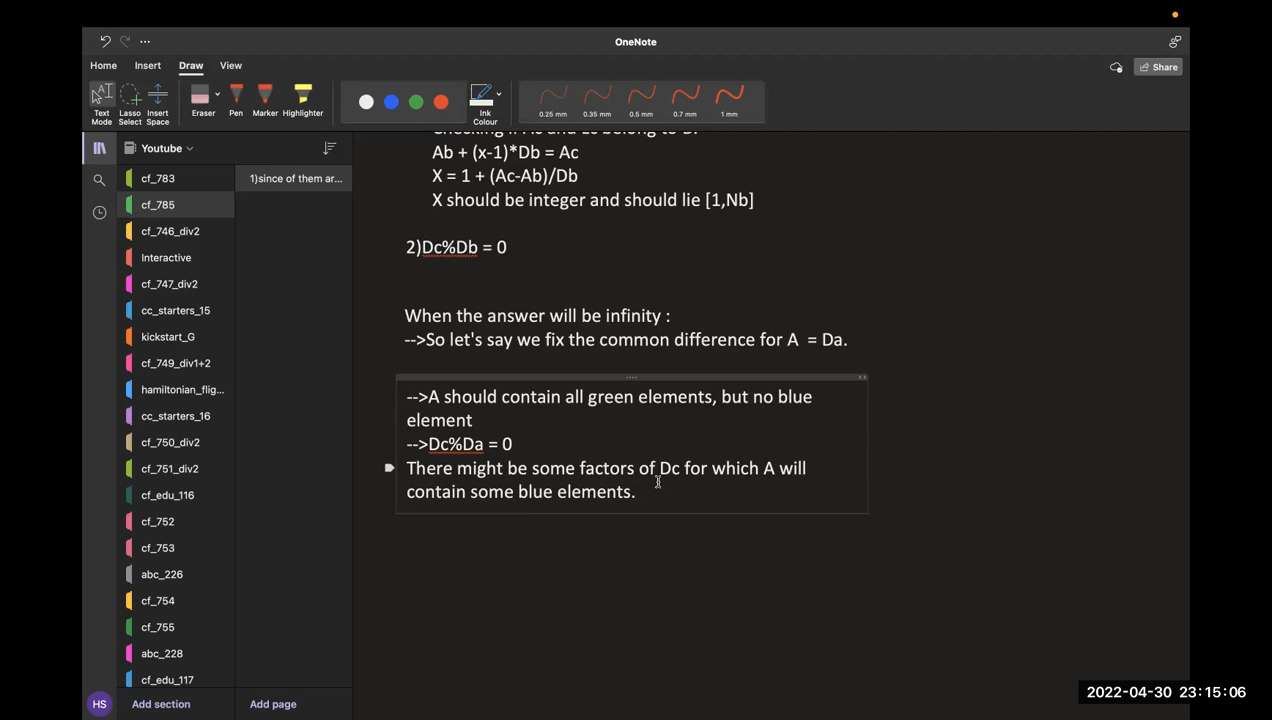 OneNote
Home Insert Draw View
Share
Text Mode
Lasso Select
Insert Space
Eraser
Pen
Marker
Highlighter
Ink Colour
0.25 mm
0.35 mm
0.5 mm
0.7 mm
1 mm
Youtube
cf_783
cf_785
cf_746_div2
Interactive
cf_747_div2
cc_starters_15
kickstart_G
cf_749_div1+2
hamiltonian_flig...
cc_starters_16
cf_750_div2
cf_751_div2
cf_edu_116
cf_752
cf_753
abc_226
cf_754
cf_755
abc_228
cf_edu_117
HS
Add section
1)since of them ar...
Add page
Ab + (x-1)*Db = Ac
X = 1 + (Ac-Ab)/Db
X should be integer and should lie [1,Nb]
2)Dc%Db = 0
When the answer will be infinity :
-->So let's say we fix the common difference for A = Da.
-->A should contain all green elements, but no blue
element
-->Dc%Da = 0
There might be some factors of Dc for which A will
contain some blue elements.
2022-04-30 23:15:06